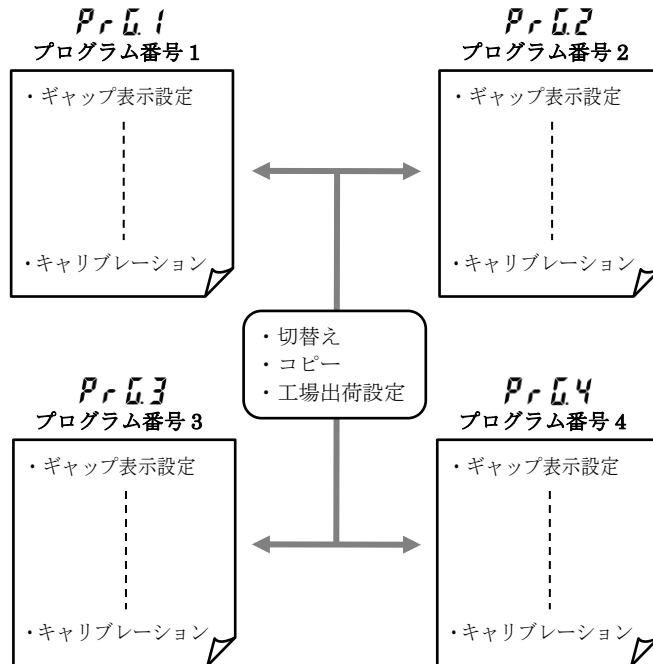 PrG.1
プログラム番号 1
・ギャップ表示設定
・キャリブレーション
PrG.2
プログラム番号 2
・ギャップ表示設定
・キャリブレーション
・切替え
・コピー
・工場出荷設定
PrG.3
プログラム番号 3
・ギャップ表示設定
・キャリブレーション
PrG.4
プログラム番号 4
・ギャップ表示設定
・キャリブレーション